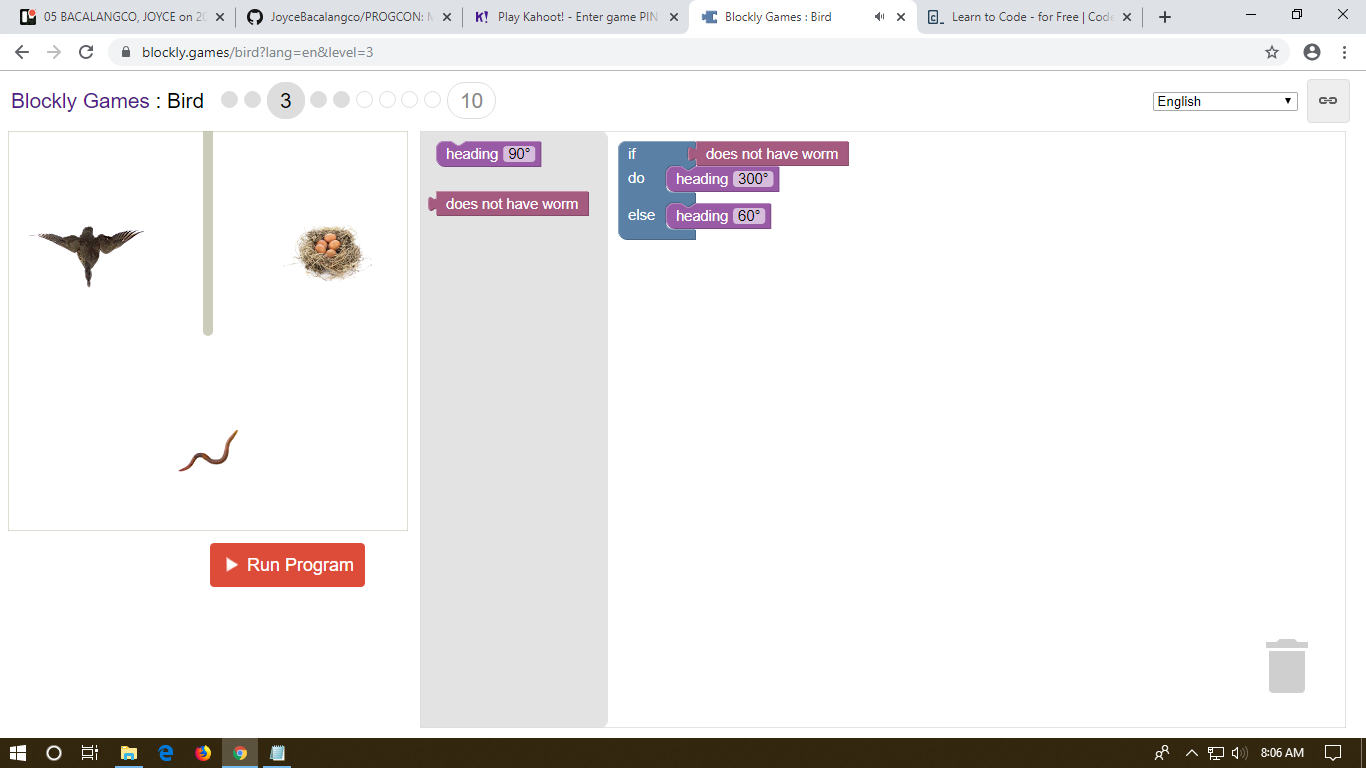 05 BACALANGCO, JOYCE on 20
JoyceBacalangco/PROGCON: M
Play Kahoot! - Enter game PIN
Blockly Games : Bird
Learn to Code - for Free | Code
blockly.games/bird?lang=en&level=3
Blockly Games : Bird
3
10
English
heading 90°
does not have worm
if does not have worm
do heading 300°
else heading 60°
Run Program
8:06 AM